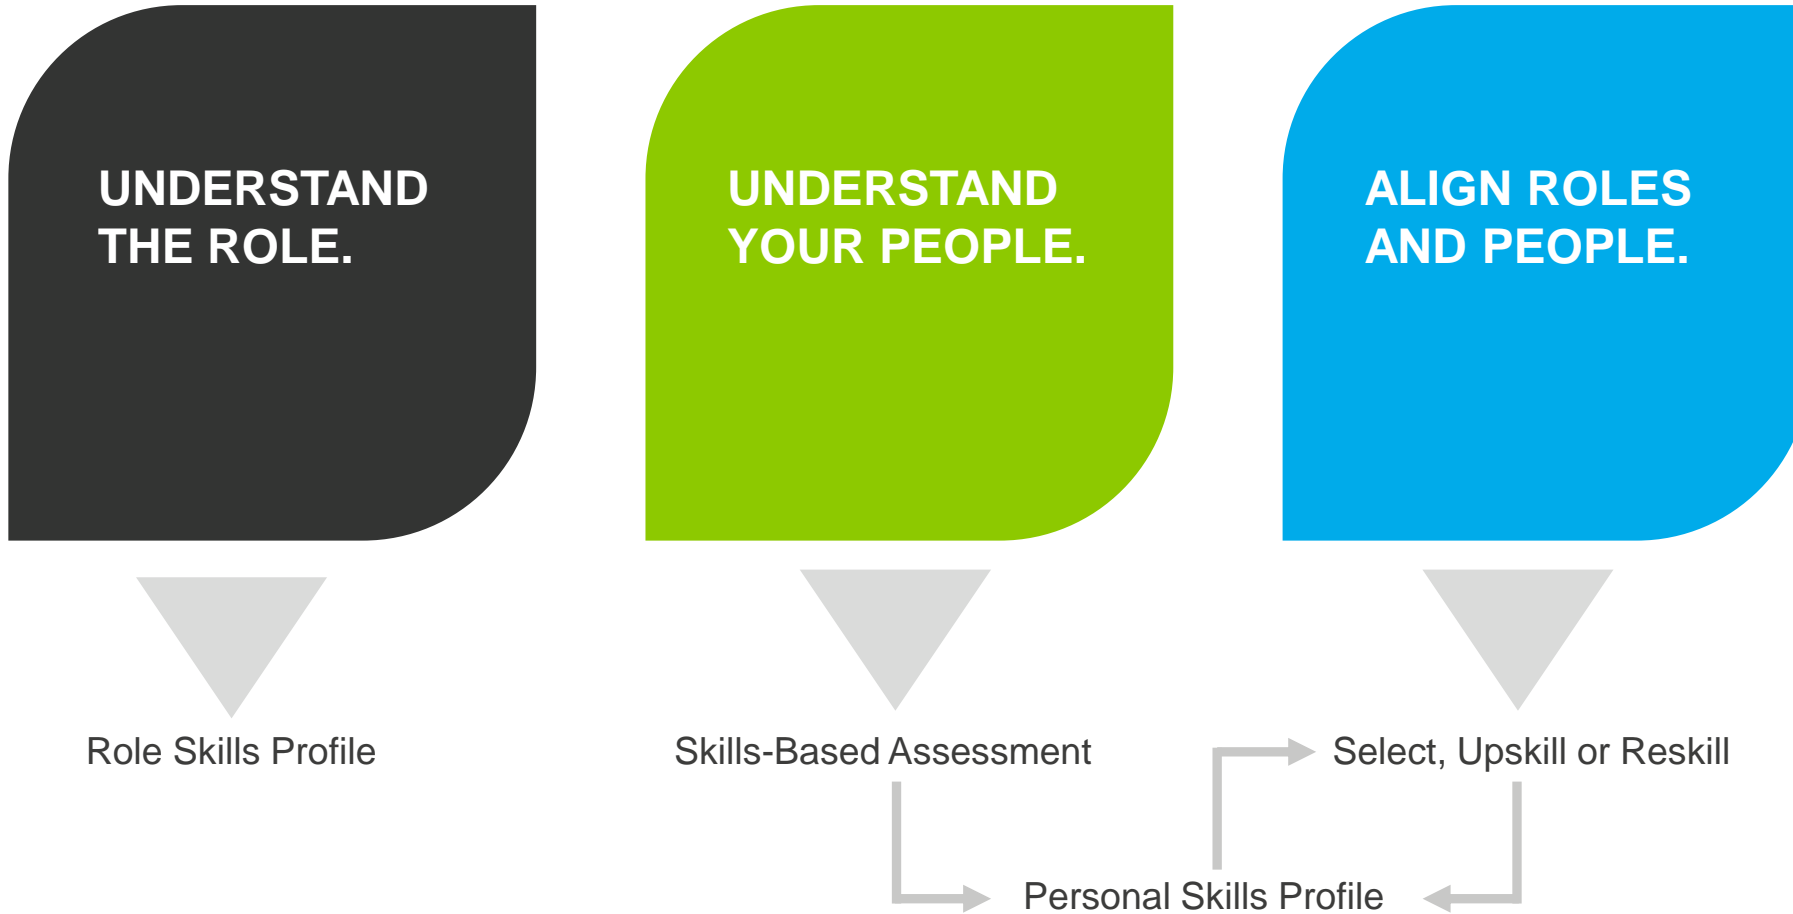 UNDERSTAND
THE ROLE.
UNDERSTAND
YOUR PEOPLE.
ALIGN ROLES
AND PEOPLE.
Role Skills Profile
Skills-Based Assessment
Select, Upskill or Reskill
Personal Skills Profile